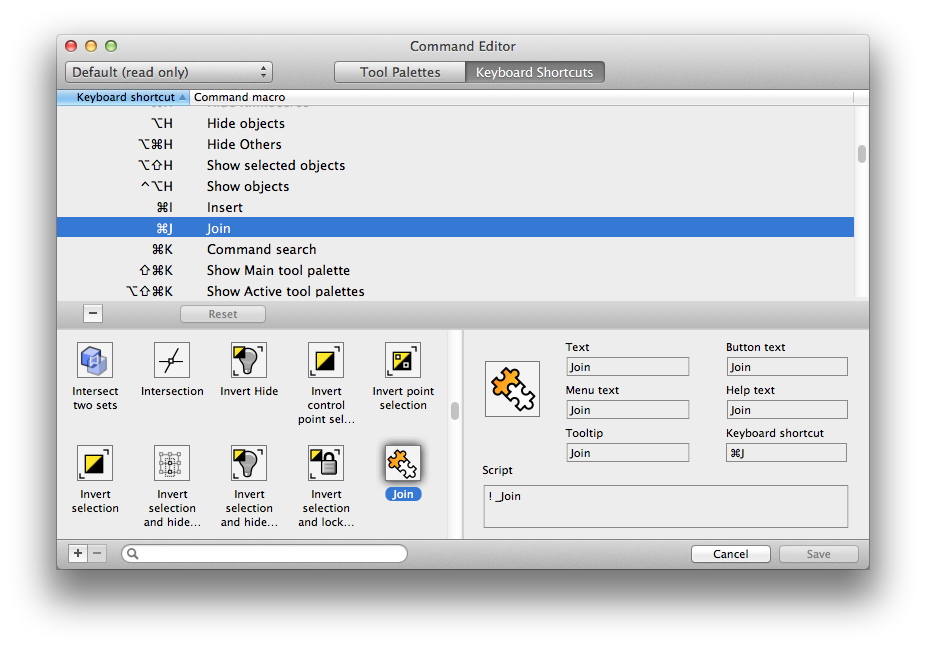 Command Editor
Default (read only)
Tool Palettes
Keyboard Shortcuts
Keyboard shortcut
Command macro
⌥H Hide objects
⌥⌘H Hide Others
⌥⇧H Show selected objects
^⌥H Show objects
⌘I Insert
⌘J Join
⌘K Command search
⇧⌘K Show Main tool palette
⌥⇧⌘K Show Active tool palettes
Reset
Intersect
two sets
Intersection
Invert Hide
Invert
control
point sel...
Invert point
selection
Invert
selection
Invert
selection
and hide...
Invert
selection
and hide...
Invert
selection
and lock...
Join
Text
Join
Button text
Join
Menu text
Join
Help text
Join
Tooltip
Join
Keyboard shortcut
⌘J
Script
! _Join
Cancel
Save